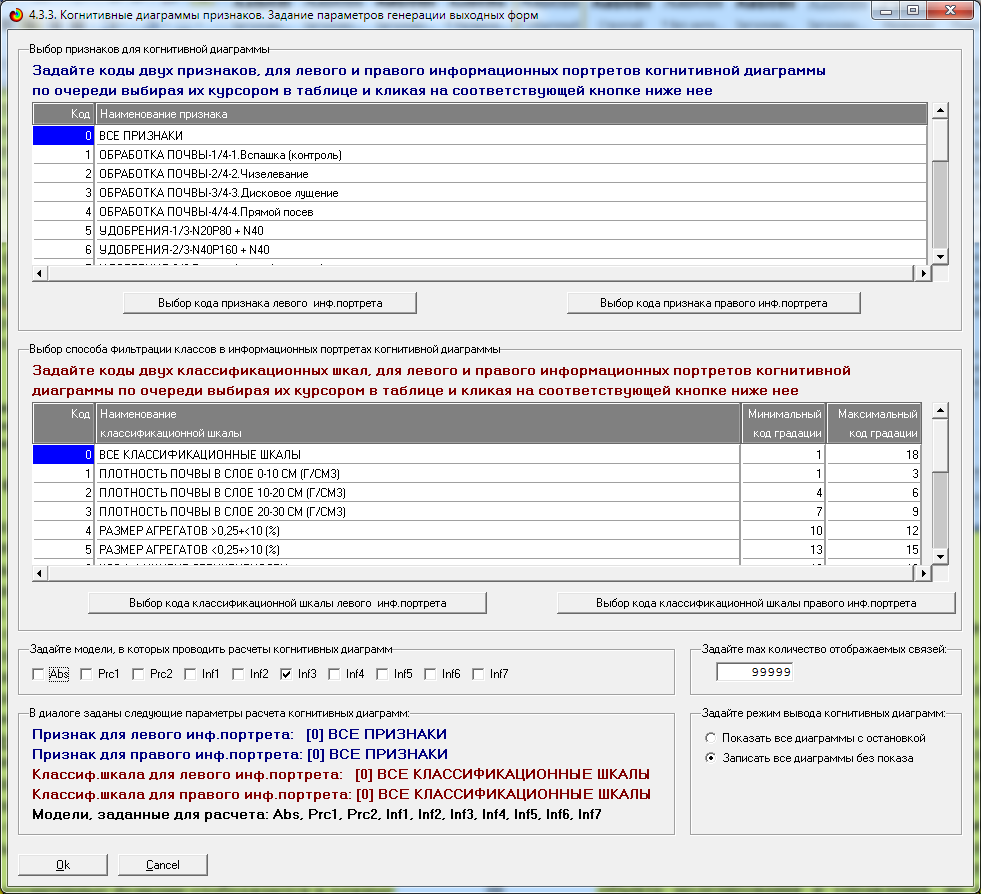 4.3.3. Когнитивные диаграммы признаков. Задание параметров генерации выходных форм
Выбор признаков для когнитивной диаграммы
Задайте коды двух признаков, для левого и правого информационных портретов когнитивной диаграммы
по очереди выбирая их курсором в таблице и кликая на соответствующей кнопке ниже нее
Код Наименование признака
0 ВСЕ ПРИЗНАКИ
1 ОБРАБОТКА ПОЧВЫ-1/4-1.Вспашка (контроль)
2 ОБРАБОТКА ПОЧВЫ-2/4-2.Чизелевание
3 ОБРАБОТКА ПОЧВЫ-3/4-3.Дисковое лущение
4 ОБРАБОТКА ПОЧВЫ-4/4-4.Прямой посев
5 УДОБРЕНИЯ-1/3-N20P80 + N40
6 УДОБРЕНИЯ-2/3-N40P160 + N40
Выбор кода признака левого инф.портрета Выбор кода признака правого инф.портрета
Выбор способа фильтрации классов в информационных портретах когнитивной диаграммы
Задайте коды двух классификационных шкал, для левого и правого информационных портретов когнитивной
диаграммы по очереди выбирая их курсором в таблице и кликая на соответствующей кнопке ниже нее
Код Наименование Минимальный Максимальный
классификационной шкалы код градации код градации
0 ВСЕ КЛАССИФИКАЦИОННЫЕ ШКАЛЫ 1 18
1 ПЛОТНОСТЬ ПОЧВЫ В СЛОЕ 0-10 СМ (Г/СМ3) 1 3
2 ПЛОТНОСТЬ ПОЧВЫ В СЛОЕ 10-20 СМ (Г/СМ3) 4 6
3 ПЛОТНОСТЬ ПОЧВЫ В СЛОЕ 20-30 СМ (Г/СМ3) 7 9
4 РАЗМЕР АГРЕГАТОВ >0,25+<10 (%) 10 12
5 РАЗМЕР АГРЕГАТОВ <0,25+>10 (%) 13 15
Выбор кода классификационной шкалы левого инф.портрета Выбор кода классификационной шкалы правого инф.портрета
Задайте модели, в которых проводить расчеты когнитивных диаграмм
Abs Prc1 Prc2 Inf1 Inf2 Inf3 Inf4 Inf5 Inf6 Inf7
Задайте max количество отображаемых связей:
99999
В диалоге заданы следующие параметры расчета когнитивных диаграмм:
Признак для левого инф.портрета: [0] ВСЕ ПРИЗНАКИ
Признак для правого инф.портрета: [0] ВСЕ ПРИЗНАКИ
Классиф.шкала для левого инф.портрета: [0] ВСЕ КЛАССИФИКАЦИОННЫЕ ШКАЛЫ
Классиф.шкала для правого инф.портрета: [0] ВСЕ КЛАССИФИКАЦИОННЫЕ ШКАЛЫ
Модели, заданные для расчета: Abs, Prc1, Prc2, Inf1, Inf2, Inf3, Inf4, Inf5, Inf6, Inf7
Задайте режим вывода когнитивных диаграмм:
Показать все диаграммы с остановкой
Записать все диаграммы без показа
Ok Cancel